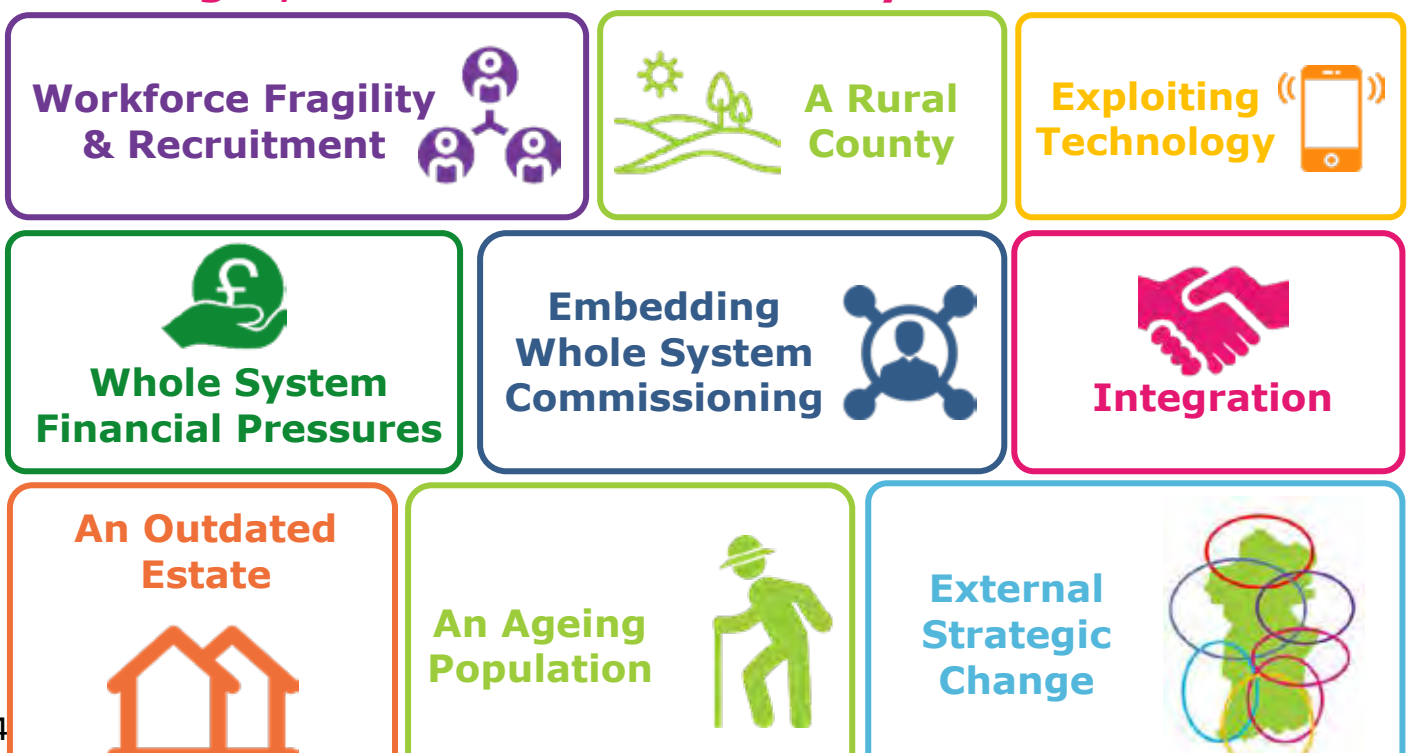 Workforce Fragility
& Recruitment
A Rural
County
Exploiting
Technology
£
Whole System
Financial Pressures
Embedding
Whole System
Commissioning
Integration
An Outdated
Estate
An Ageing
Population
External
Strategic
Change
4